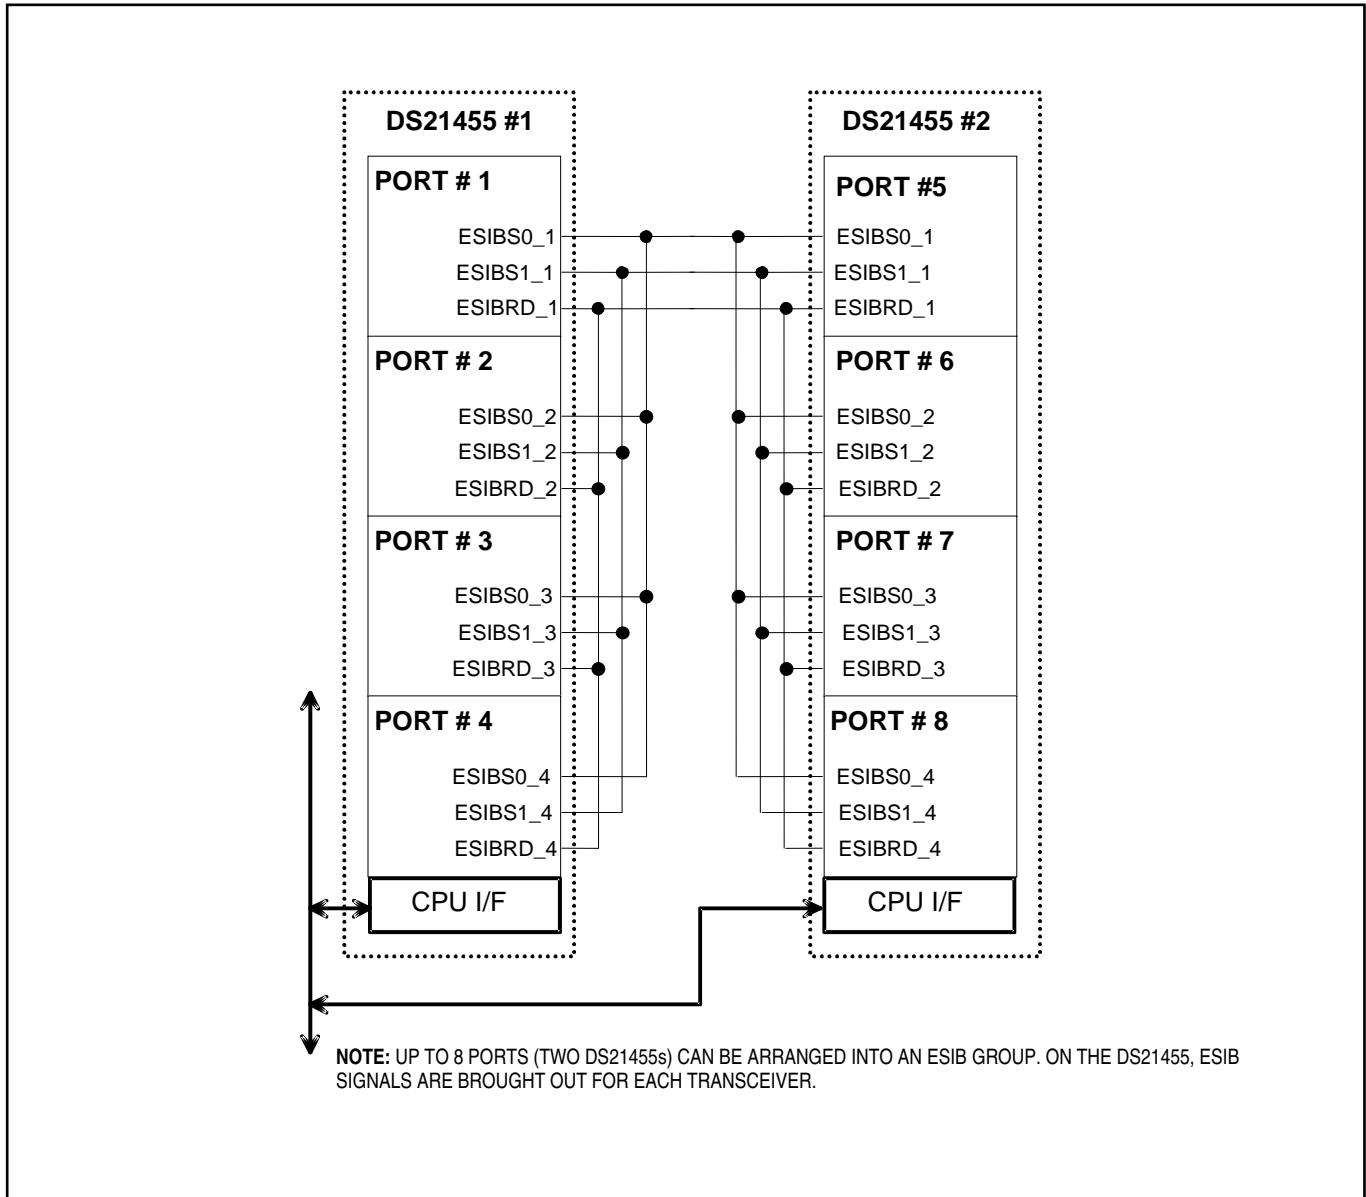 DS21455 #1
PORT # 1
ESIBS0_1
ESIBS1_1
ESIBRD_1
PORT # 2
ESIBS0_2
ESIBS1_2
ESIBRD_2
PORT # 3
ESIBS0_3
ESIBS1_3
ESIBRD_3
PORT # 4
ESIBS0_4
ESIBS1_4
ESIBRD_4
CPU I/F
DS21455 #2
PORT #5
ESIBS0_1
ESIBS1_1
ESIBRD_1
PORT # 6
ESIBS0_2
ESIBS1_2
ESIBRD_2
PORT # 7
ESIBS0_3
ESIBS1_3
ESIBRD_3
PORT # 8
ESIBS0_4
ESIBS1_4
ESIBRD_4
CPU I/F
NOTE: UP TO 8 PORTS (TWO DS21455s) CAN BE ARRANGED INTO AN ESIB GROUP. ON THE DS21455, ESIB
SIGNALS ARE BROUGHT OUT FOR EACH TRANSCEIVER.